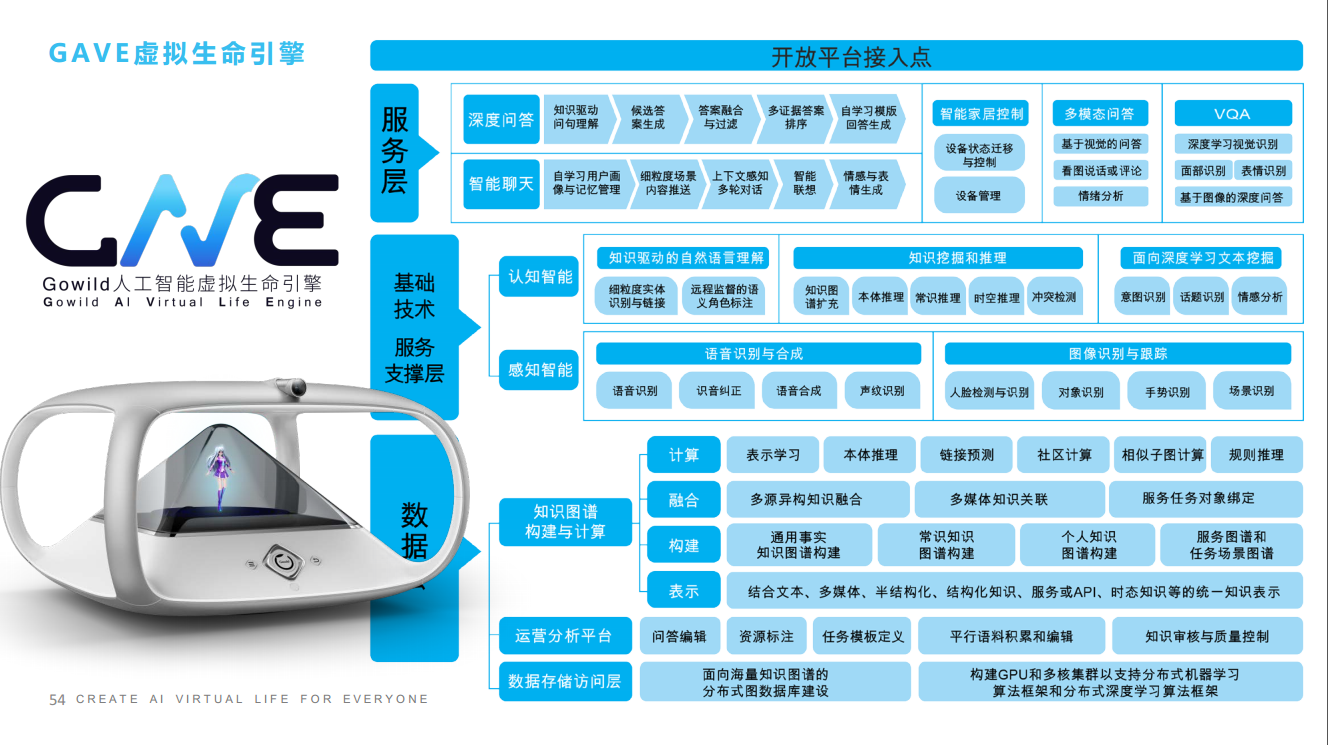 GAVE虚拟生命引擎
开放平台接入点
GAVE
Gowild人工智能虚拟生命引擎
Gowild AI Virtual Life Engine
服
务
层
深度问答
知识驱动
问句理解
候选答
案生成
答案融合
与过滤
多证据答案
排序
自学习模版
回答生成
智能聊天
自学习用户画
像与记忆管理
细粒度场景
内容推送
上下文感知
多轮对话
智能
联想
情感与表
情生成
智能家居控制
设备状态迁移
与控制
设备管理
多模态问答
基于视觉的问答
看图说话或评论
情绪分析
VQA
深度学习视觉识别
面部识别
表情识别
基于图像的深度问答
基础
技术
服务
支撑层
认知智能
知识驱动的自然语言理解
细粒度实体
识别与链接
远程监督的语
义角色标注
知识挖掘和推理
知识图
谱扩充
本体推理
常识推理
时空推理
冲突检测
面向深度学习文本挖掘
意图识别
话题识别
情感分析
感知智能
语音识别与合成
语音识别
识音纠正
语音合成
声纹识别
图像识别与跟踪
人脸检测与识别
对象识别
手势识别
场景识别
数
据
知识图谱
构建与计算
计算
表示学习
本体推理
链接预测
社区计算
相似子图计算
规则推理
融合
多源异构知识融合
多媒体知识关联
服务任务对象绑定
构建
通用事实
知识图谱构建
常识知识
图谱构建
个人知识
图谱构建
服务图谱和
任务场景图谱
表示
结合文本、多媒体、半结构化、结构化知识、服务或API、时态知识等的统一知识表示
运营分析平台
问答编辑
资源标注
任务模板定义
平行语料积累和编辑
知识审核与质量控制
数据存储访问层
面向海量知识图谱的
分布式图数据库建设
构建GPU和多核集群以支持分布式机器学习
算法框架和分布式深度学习算法框架
54 CREATE AI VIRTUAL LIFE FOR EVERYONE